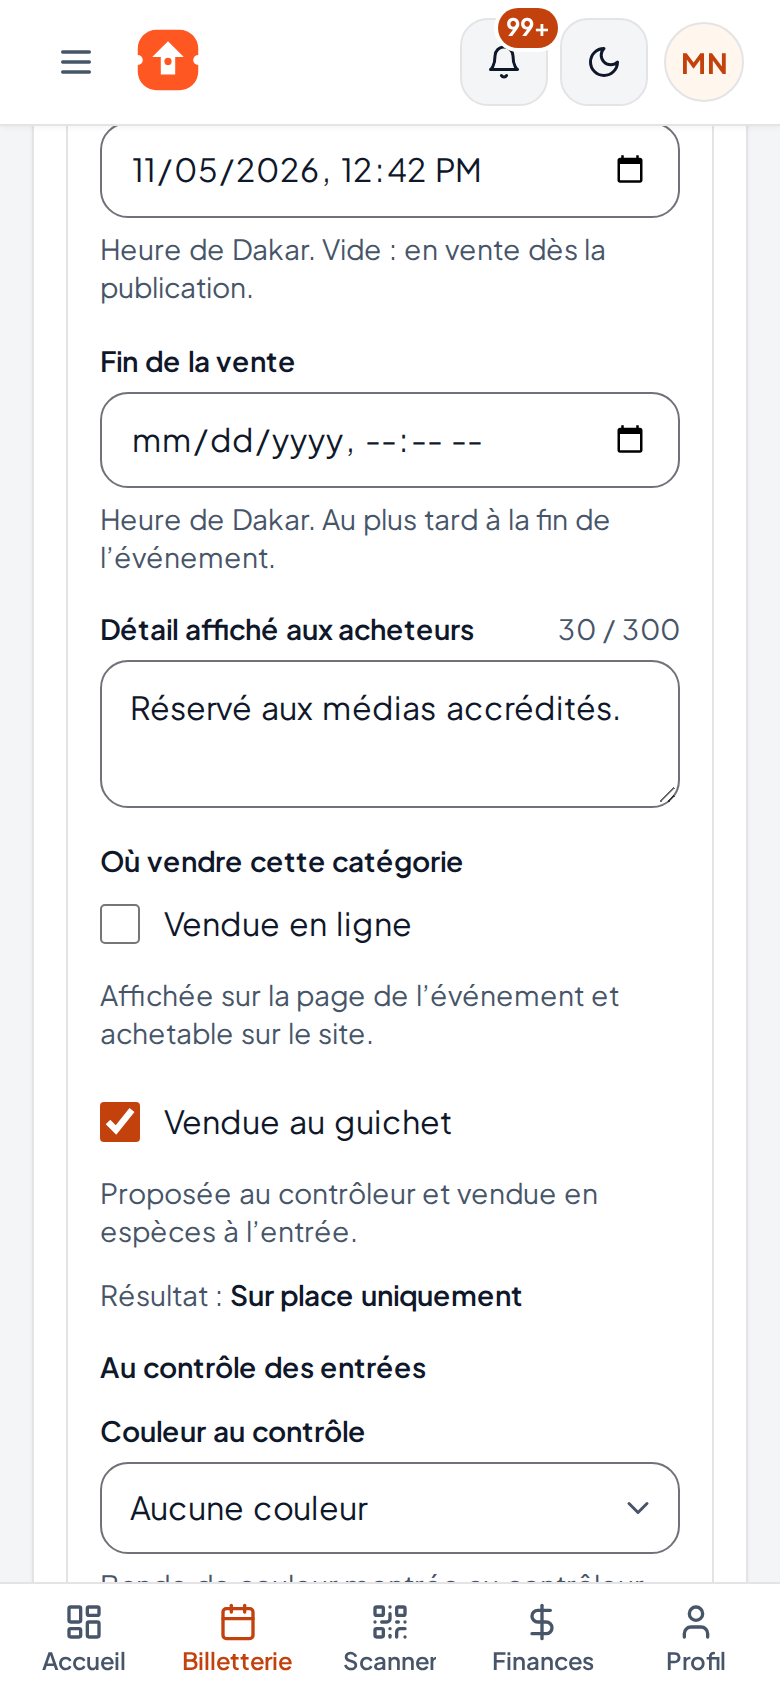 99+
MN
11/05/2026, 12:42 PM
Heure de Dakar. Vide : en vente dès la
publication.
Fin de la vente
mm/dd/yyyy, --:-- --
Heure de Dakar. Au plus tard à la fin de
l’événement.
Détail affiché aux acheteurs 30 / 300
Réservé aux médias accrédités.
Où vendre cette catégorie
Vendue en ligne
Affichée sur la page de l’événement et
achetable sur le site.
Vendue au guichet
Proposée au contrôleur et vendue en
espèces à l’entrée.
Résultat : Sur place uniquement
Au contrôle des entrées
Couleur au contrôle
Aucune couleur
Accueil Billetterie Scanner Finances Profil